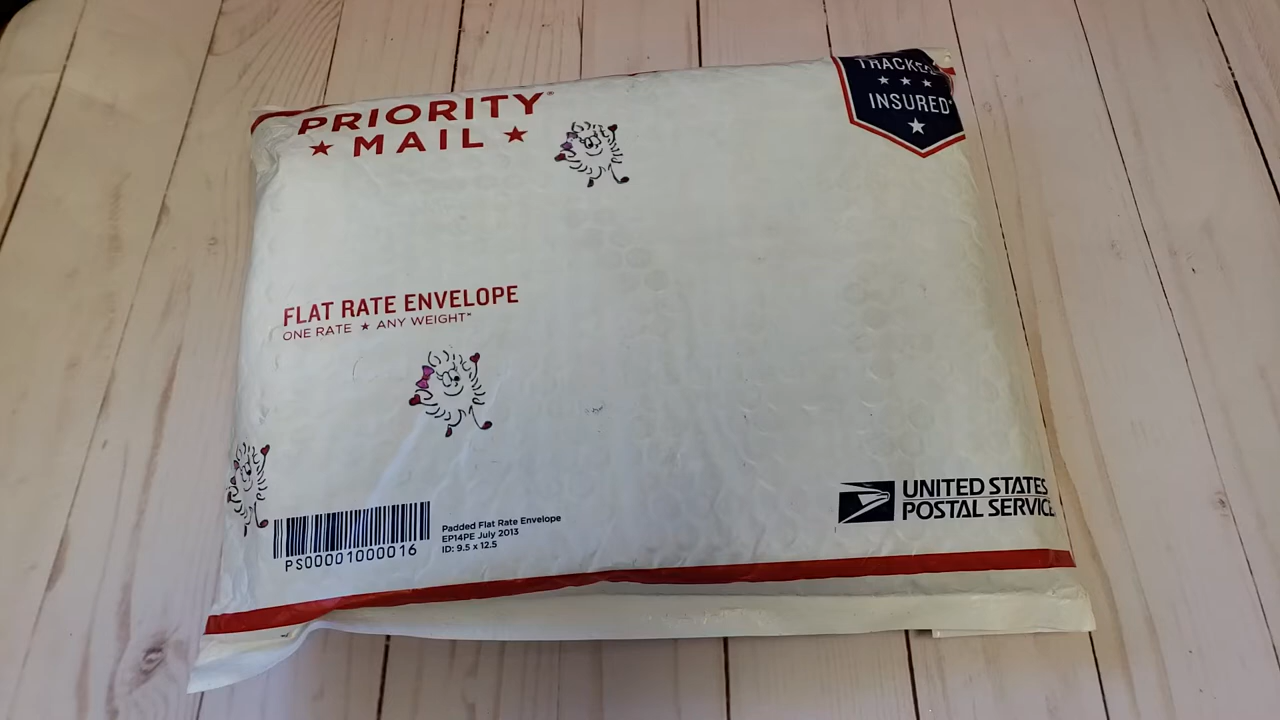 PRIORITY®
★ MAIL ★
TRACKED
★ ★ ★
INSURED
★
FLAT RATE ENVELOPE
ONE RATE ★ ANY WEIGHT
UNITED STATES
POSTAL SERVICE
Padded Flat Rate Envelope
EP14PE July 2013
ID: 9.5 x 12.5
PS00001000016